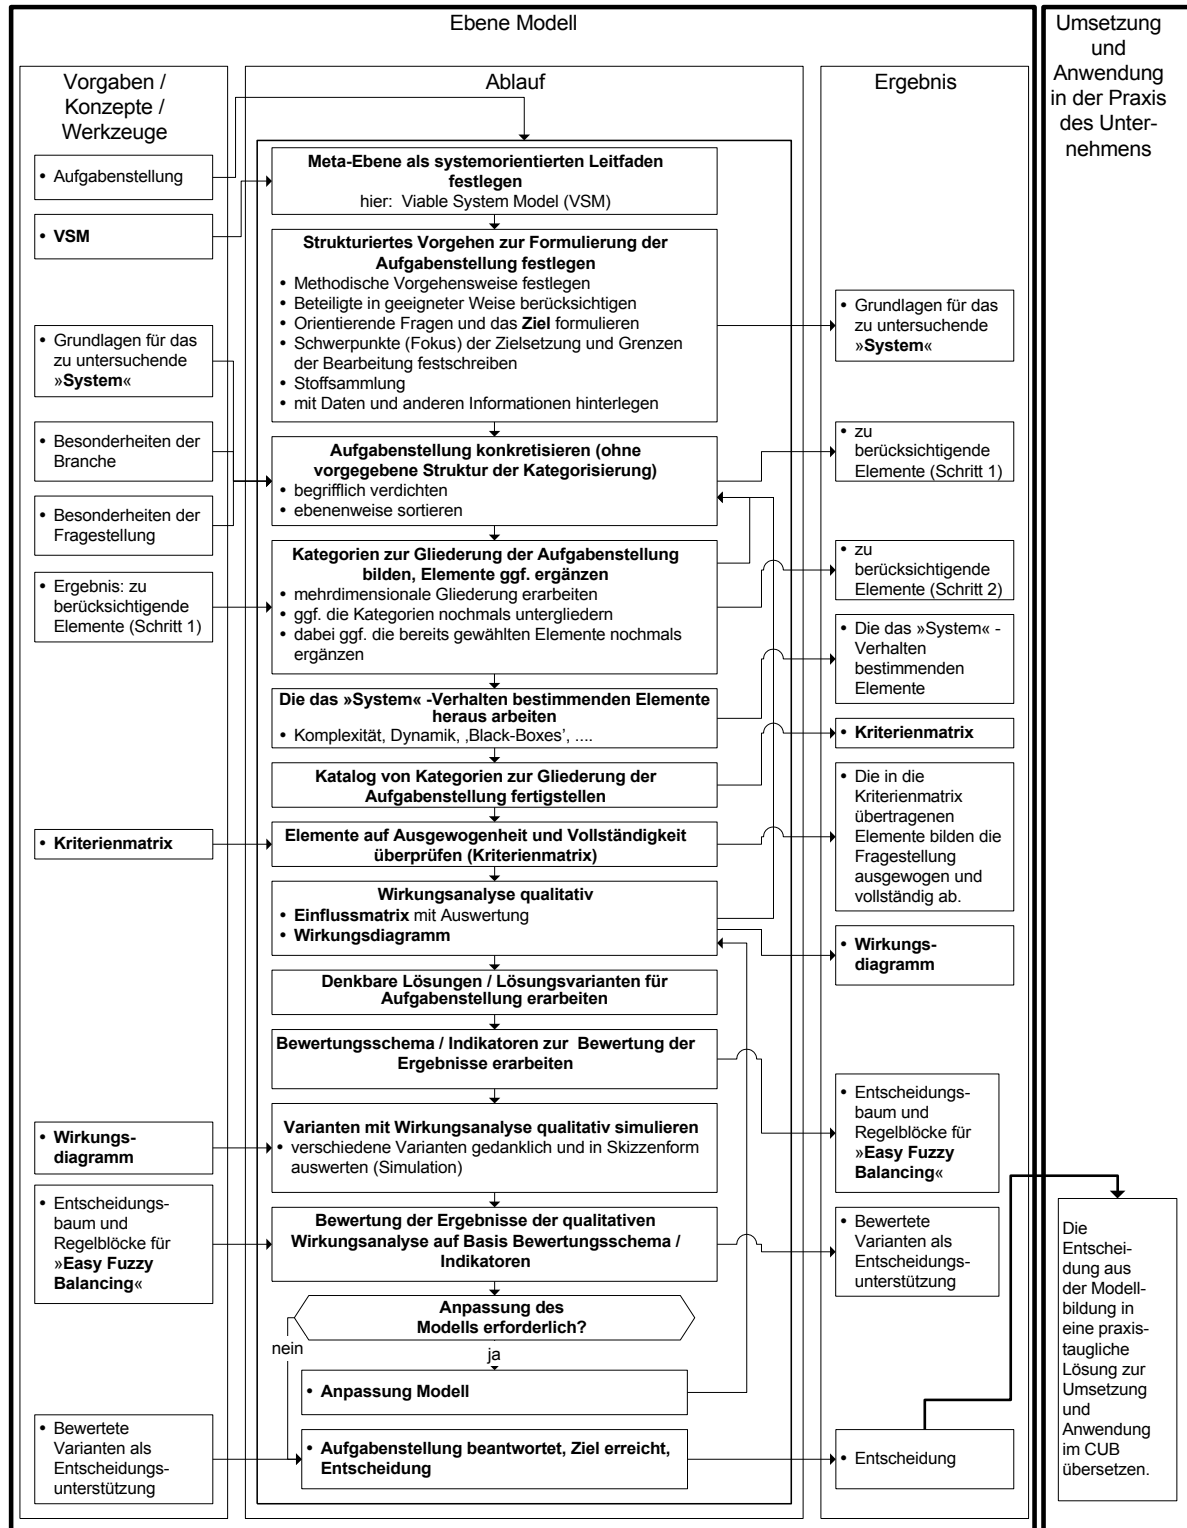 Ebene Modell
Umsetzung
und
Anwendung
in der Praxis
des Unter-
nehmens
Vorgaben /
Konzepte /
Werkzeuge
Ablauf
Ergebnis
• Aufgabenstellung
• VSM
• Grundlagen für das
zu untersuchende
»System«
• Besonderheiten der
Branche
• Besonderheiten der
Fragestellung
• Ergebnis: zu
berücksichtigende
Elemente (Schritt 1)
• Kriterienmatrix
• Wirkungs-
diagramm
• Entscheidungs-
baum und
Regelblöcke für
»Easy Fuzzy
Balancing«
• Bewertete
Varianten als
Entscheidungs-
unterstützung
Meta-Ebene als systemorientierten Leitfaden
festlegen
hier: Viable System Model (VSM)
Strukturiertes Vorgehen zur Formulierung der
Aufgabenstellung festlegen
• Methodische Vorgehensweise festlegen
• Beteiligte in geeigneter Weise berücksichtigen
• Orientierende Fragen und das Ziel formulieren
• Schwerpunkte (Fokus) der Zielsetzung und Grenzen
der Bearbeitung festschreiben
• Stoffsammlung
• mit Daten und anderen Informationen hinterlegen
Aufgabenstellung konkretisieren (ohne
vorgegebene Struktur der Kategorisierung)
• begrifflich verdichten
• ebenenweise sortieren
Kategorien zur Gliederung der Aufgabenstellung
bilden, Elemente ggf. ergänzen
• mehrdimensionale Gliederung erarbeiten
• ggf. die Kategorien nochmals untergliedern
• dabei ggf. die bereits gewählten Elemente nochmals
ergänzen
Die das »System« -Verhalten bestimmenden Elemente
heraus arbeiten
• Komplexität, Dynamik, ‚Black-Boxes’, ....
Katalog von Kategorien zur Gliederung der
Aufgabenstellung fertigstellen
Elemente auf Ausgewogenheit und Vollständigkeit
überprüfen (Kriterienmatrix)
Wirkungsanalyse qualitativ
• Einflussmatrix mit Auswertung
• Wirkungsdiagramm
Denkbare Lösungen / Lösungsvarianten für
Aufgabenstellung erarbeiten
Bewertungsschema / Indikatoren zur Bewertung der
Ergebnisse erarbeiten
Varianten mit Wirkungsanalyse qualitativ simulieren
• verschiedene Varianten gedanklich und in Skizzenform
auswerten (Simulation)
Bewertung der Ergebnisse der qualitativen
Wirkungsanalyse auf Basis Bewertungsschema /
Indikatoren
Anpassung des
Modells erforderlich?
nein
ja
• Anpassung Modell
• Aufgabenstellung beantwortet, Ziel erreicht,
Entscheidung
• Grundlagen für das
zu untersuchende
»System«
• zu
berücksichtigende
Elemente (Schritt 1)
• zu
berücksichtigende
Elemente (Schritt 2)
• Die das »System« -
Verhalten
bestimmenden
Elemente
• Kriterienmatrix
• Die in die
Kriterienmatrix
übertragenen
Elemente bilden die
Fragestellung
ausgewogen und
vollständig ab.
• Wirkungs-
diagramm
• Entscheidungs-
baum und
Regelblöcke für
»Easy Fuzzy
Balancing«
• Bewertete
Varianten als
Entscheidungs-
unterstützung
• Entscheidung
Die
Entschei-
dung aus
der Modell-
bildung in
eine praxis-
taugliche
Lösung zur
Umsetzung
und
Anwendung
im CUB
übersetzen.